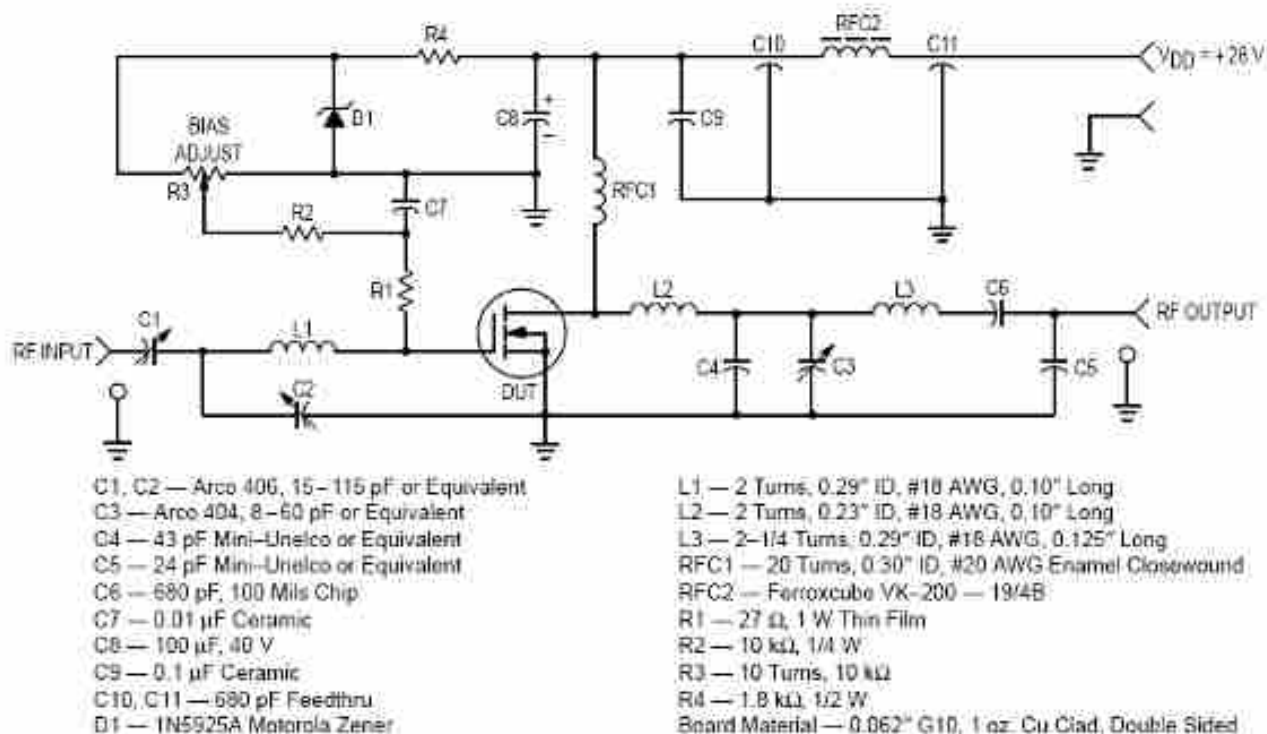 R4
RFC2
C10
C11
VDD = +28 V
D1
C8
+
–
C9
BIAS
ADJUST
R3
C7
RFC1
R2
R1
L2
L3
C6
C1
L1
RF INPUT
RF OUTPUT
C4
C3
C5
C2
DUT
C1, C2 — Arco 406, 15–115 pF or Equivalent
C3 — Arco 404, 8–60 pF or Equivalent
C4 — 43 pF Mini–Unelco or Equivalent
C5 — 24 pF Mini–Unelco or Equivalent
C6 — 680 pF, 100 Mils Chip
C7 — 0.01 µF Ceramic
C8 — 100 µF, 40 V
C9 — 0.1 µF Ceramic
C10, C11 — 680 pF Feedthru
D1 — 1N5925A Motorola Zener
L1 — 2 Turns, 0.29" ID, #18 AWG, 0.10" Long
L2 — 2 Turns, 0.23" ID, #18 AWG, 0.10" Long
L3 — 2–1/4 Turns, 0.29" ID, #18 AWG, 0.125" Long
RFC1 — 20 Turns, 0.30" ID, #20 AWG Enamel Closewound
RFC2 — Ferroxcube VK–200 — 19/4B
R1 — 27 Ω, 1 W Thin Film
R2 — 10 kΩ, 1/4 W
R3 — 10 Turns, 10 kΩ
R4 — 1.8 kΩ, 1/2 W
Board Material — 0.062" G10, 1 oz. Cu Clad, Double Sided